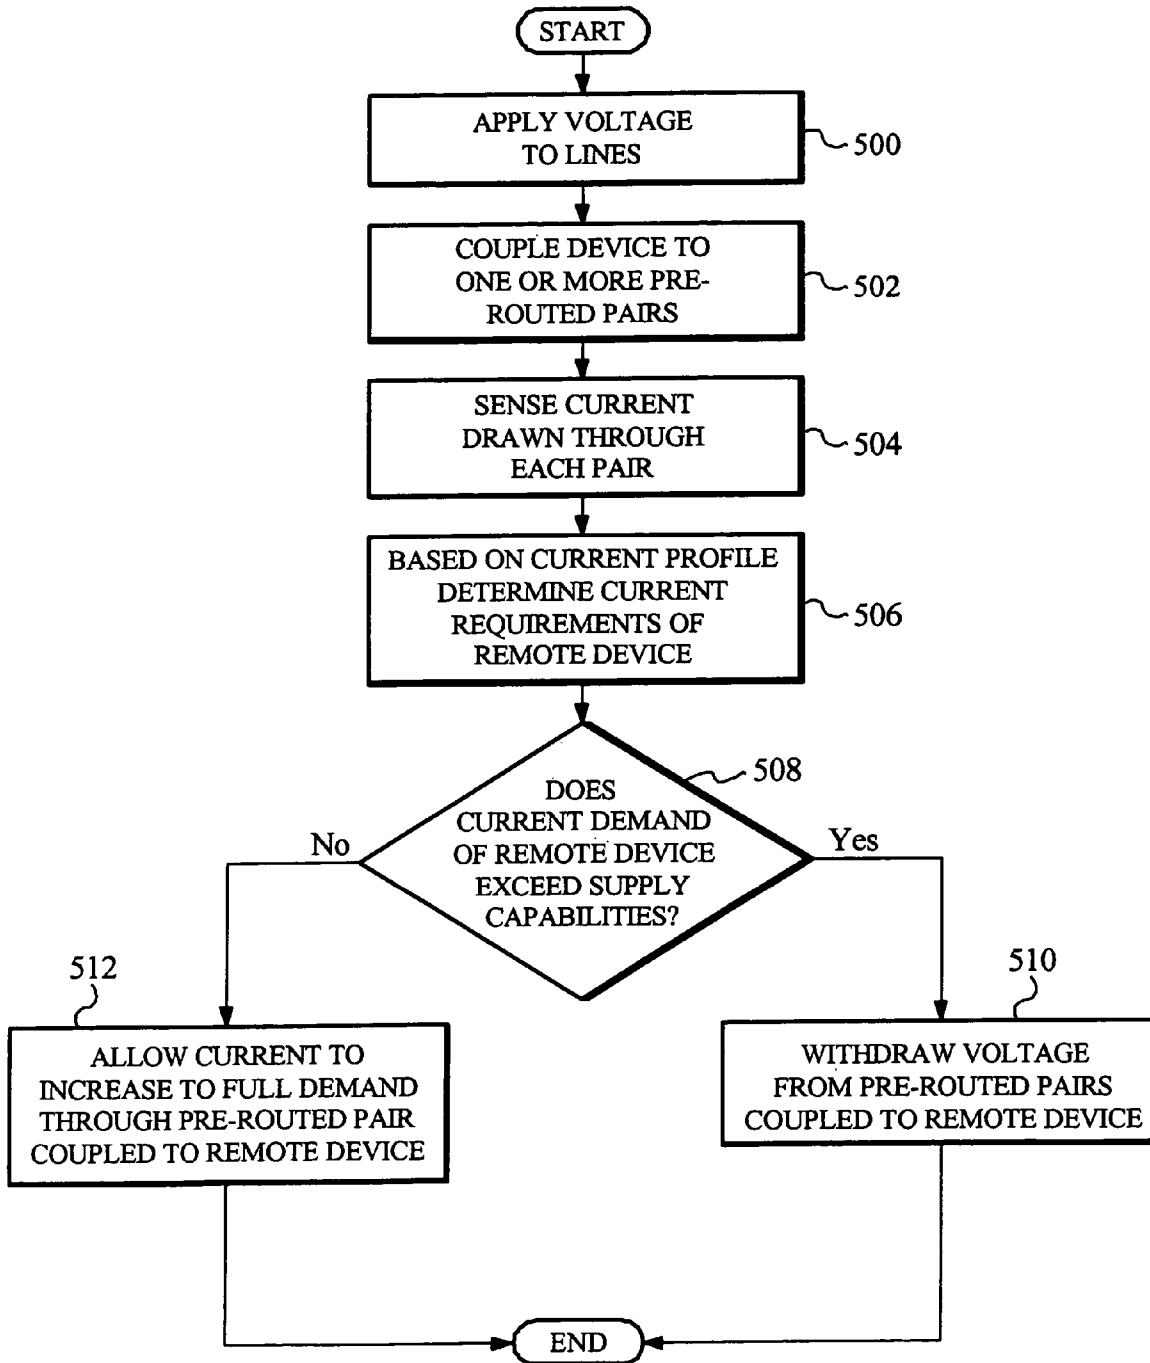 START
APPLY VOLTAGE
TO LINES
500
COUPLE DEVICE TO
ONE OR MORE PRE-
ROUTED PAIRS
502
SENSE CURRENT
DRAWN THROUGH
EACH PAIR
504
BASED ON CURRENT PROFILE
DETERMINE CURRENT
REQUIREMENTS OF
REMOTE DEVICE
506
508
DOES
CURRENT DEMAND
OF REMOTE DEVICE
EXCEED SUPPLY
CAPABILITIES?
No
Yes
512
ALLOW CURRENT TO
INCREASE TO FULL DEMAND
THROUGH PRE-ROUTED PAIR
COUPLED TO REMOTE DEVICE
510
WITHDRAW VOLTAGE
FROM PRE-ROUTED PAIRS
COUPLED TO REMOTE DEVICE
END